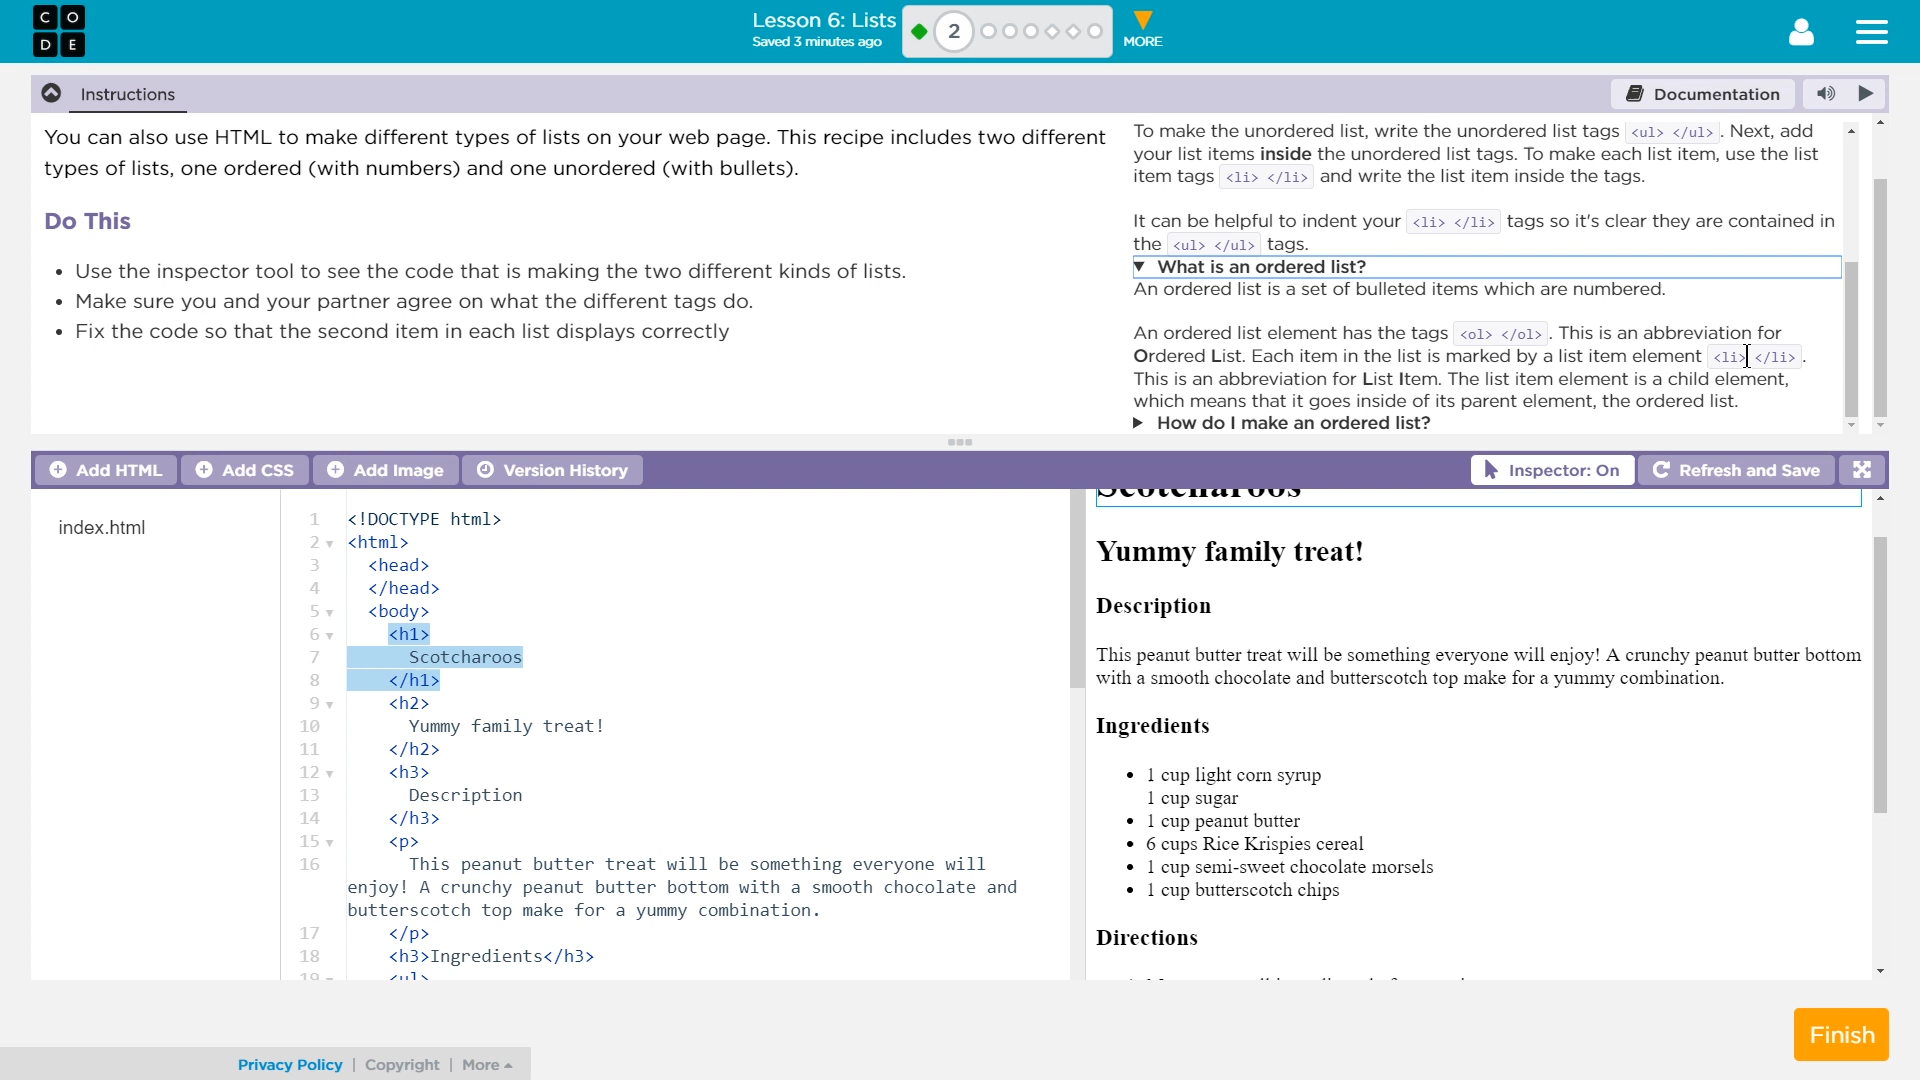 C O
D E
Lesson 6: Lists
Saved 3 minutes ago
2
MORE
Instructions
Documentation
You can also use HTML to make different types of lists on your web page. This recipe includes two different
types of lists, one ordered (with numbers) and one unordered (with bullets).
Do This
• Use the inspector tool to see the code that is making the two different kinds of lists.
• Make sure you and your partner agree on what the different tags do.
• Fix the code so that the second item in each list displays correctly
To make the unordered list, write the unordered list tags <ul> </ul>. Next, add
your list items inside the unordered list tags. To make each list item, use the list
item tags <li> </li> and write the list item inside the tags.
It can be helpful to indent your <li> </li> tags so it's clear they are contained in
the <ul> </ul> tags.
▼ What is an ordered list?
An ordered list is a set of bulleted items which are numbered.
An ordered list element has the tags <ol> </ol>. This is an abbreviation for
Ordered List. Each item in the list is marked by a list item element <li> </li>.
This is an abbreviation for List Item. The list item element is a child element,
which means that it goes inside of its parent element, the ordered list.
▶ How do I make an ordered list?
Add HTML
Add CSS
Add Image
Version History
Inspector: On
Refresh and Save
index.html
1 <!DOCTYPE html>
2 <html>
3 <head>
4 </head>
5 <body>
6 <h1>
7 Scotcharoos
8 </h1>
9 <h2>
10 Yummy family treat!
11 </h2>
12 <h3>
13 Description
14 </h3>
15 <p>
16 This peanut butter treat will be something everyone will
enjoy! A crunchy peanut butter bottom with a smooth chocolate and
butterscotch top make for a yummy combination.
17 </p>
18 <h3>Ingredients</h3>
19 <ul>
Scotcharoos
Yummy family treat!
Description
This peanut butter treat will be something everyone will enjoy! A crunchy peanut butter bottom
with a smooth chocolate and butterscotch top make for a yummy combination.
Ingredients
• 1 cup light corn syrup
1 cup sugar
• 1 cup peanut butter
• 6 cups Rice Krispies cereal
• 1 cup semi-sweet chocolate morsels
• 1 cup butterscotch chips
Directions
Finish
Privacy Policy | Copyright | More